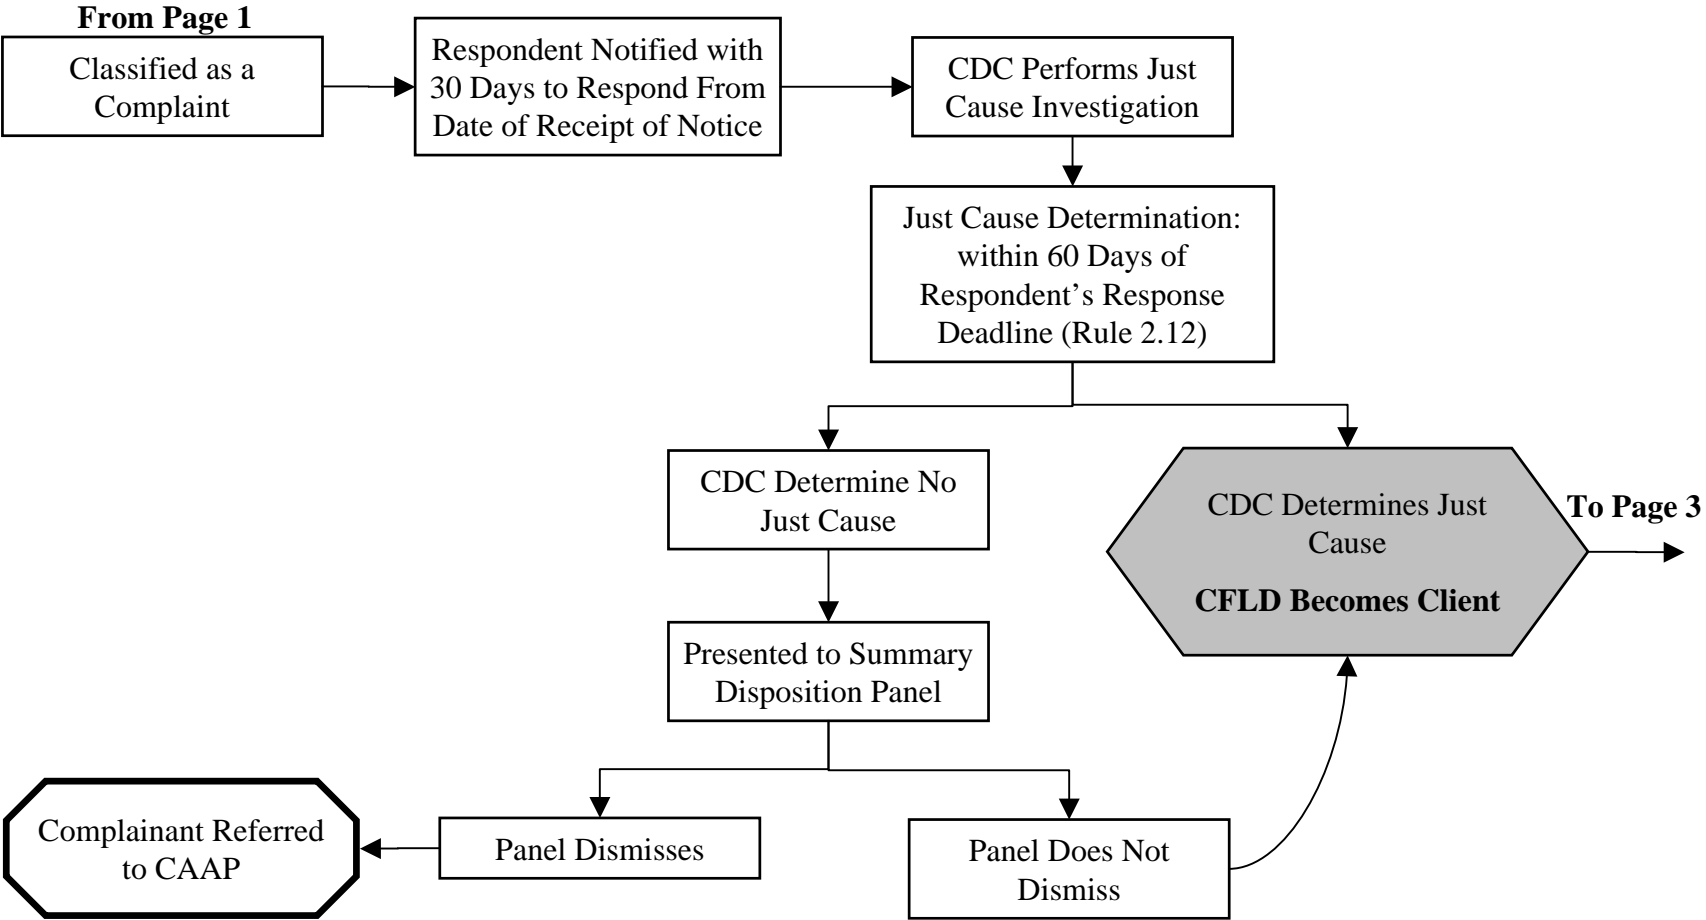 From Page 1
Classified as a
Complaint
Respondent Notified with
30 Days to Respond From
Date of Receipt of Notice
CDC Performs Just
Cause Investigation
Just Cause Determination:
within 60 Days of
Respondent’s Response
Deadline (Rule 2.12)
CDC Determine No
Just Cause
CDC Determines Just
Cause
CFLD Becomes Client
To Page 3
Presented to Summary
Disposition Panel
Complainant Referred
to CAAP
Panel Dismisses
Panel Does Not
Dismiss